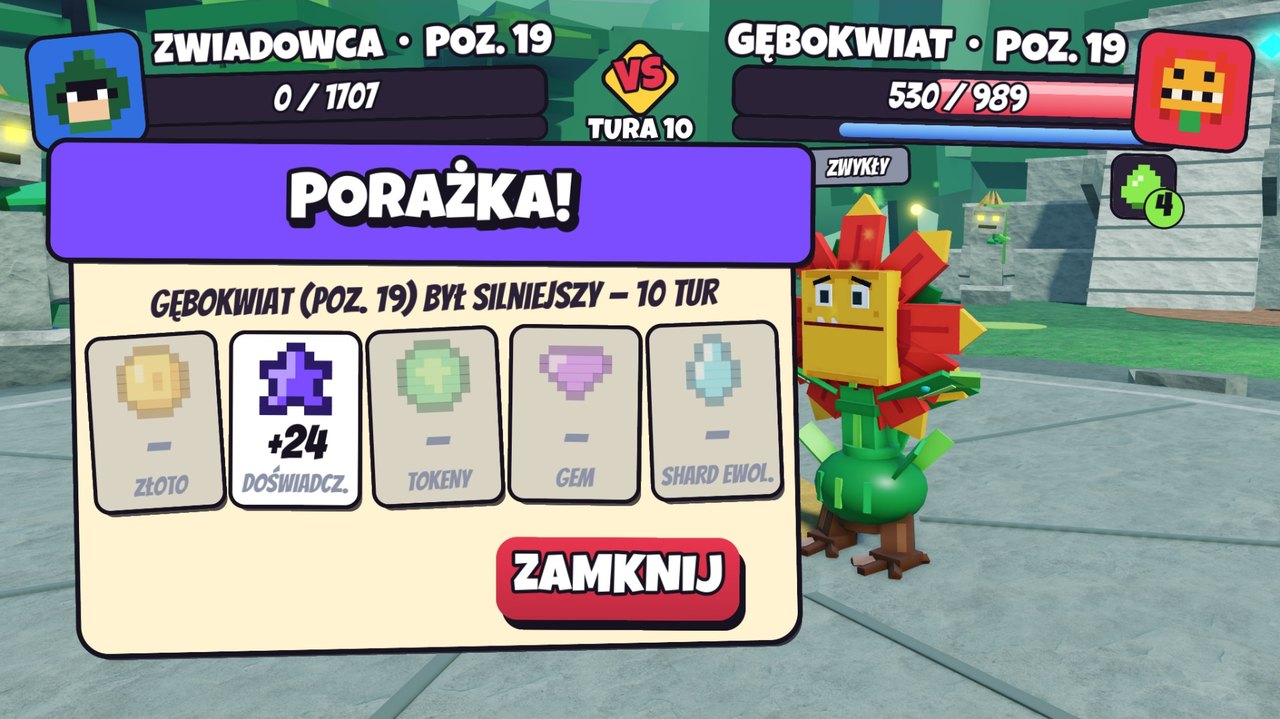 ZWIADOWCA • POZ. 19
0 / 1707
VS
TURA 10
GĘBOKWIAT • POZ. 19
530 / 989
ZWYKŁY
4
PORAŻKA!
GĘBOKWIAT (POZ. 19) BYŁ SILNIEJSZY – 10 TUR
–
ZŁOTO
+24
DOŚWIADCZ.
–
TOKENY
–
GEM
–
SHARD EWOL.
ZAMKNIJ